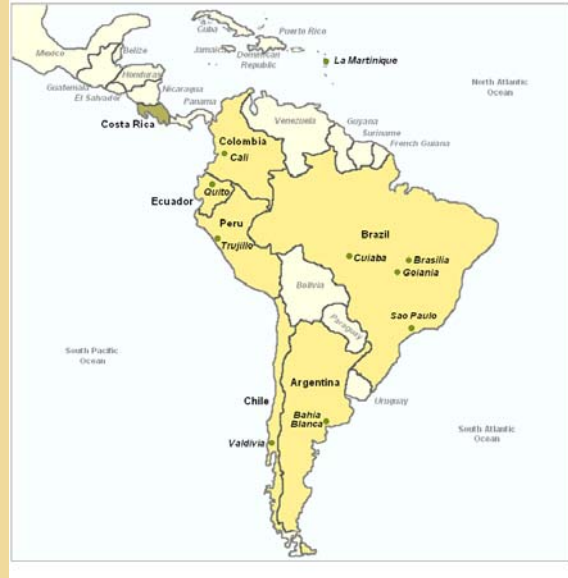 Cuba
Puerto Rico
Mexico
Belize
Jamaica
Dominican
Republic
La Martinique
Honduras
North Atlantic
Ocean
Guatemala
Nicaragua
El Salvador
Panama
Costa Rica
Venezuela
Guyana
Suriname
French Guiana
Colombia
Cali
Quito
Ecuador
Peru
Trujillo
Brazil
Cuiaba
Brasilia
Goiania
Bolivia
Sao Paulo
Paraguay
South Pacific
Ocean
Argentina
Chile
Uruguay
Bahia
Blanca
Valdivia
South Atlantic
Ocean